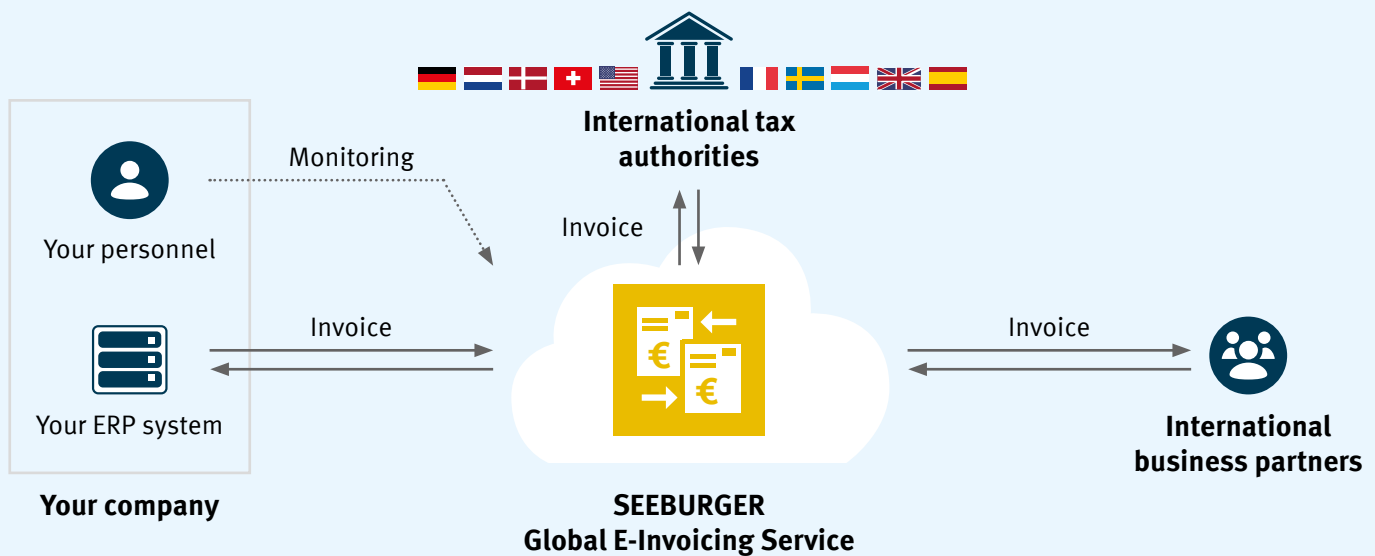 International tax
authorities
Monitoring
Your personnel
Invoice
Invoice
Invoice
€
€
Your ERP system
International
business partners
Your company
SEEBURGER
Global E-Invoicing Service